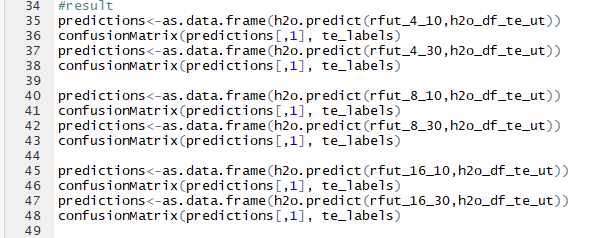 34 #result
35 predictions<-as.data.frame(h2o.predict(rfut_4_10,h2o_df_te_ut))
36 confusionMatrix(predictions[,1], te_labels)
37 predictions<-as.data.frame(h2o.predict(rfut_4_30,h2o_df_te_ut))
38 confusionMatrix(predictions[,1], te_labels)
39
40 predictions<-as.data.frame(h2o.predict(rfut_8_10,h2o_df_te_ut))
41 confusionMatrix(predictions[,1], te_labels)
42 predictions<-as.data.frame(h2o.predict(rfut_8_30,h2o_df_te_ut))
43 confusionMatrix(predictions[,1], te_labels)
44
45 predictions<-as.data.frame(h2o.predict(rfut_16_10,h2o_df_te_ut))
46 confusionMatrix(predictions[,1], te_labels)
47 predictions<-as.data.frame(h2o.predict(rfut_16_30,h2o_df_te_ut))
48 confusionMatrix(predictions[,1], te_labels)
49